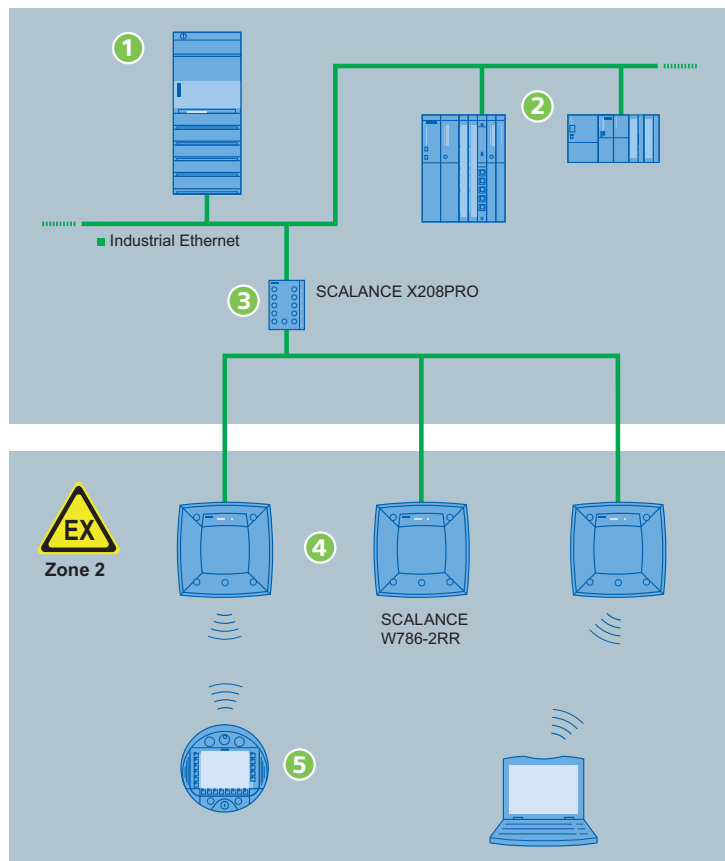 1
2
Industrial Ethernet
3
SCALANCE X208PRO
EX
Zone 2
4
SCALANCE
W786-2RR
5